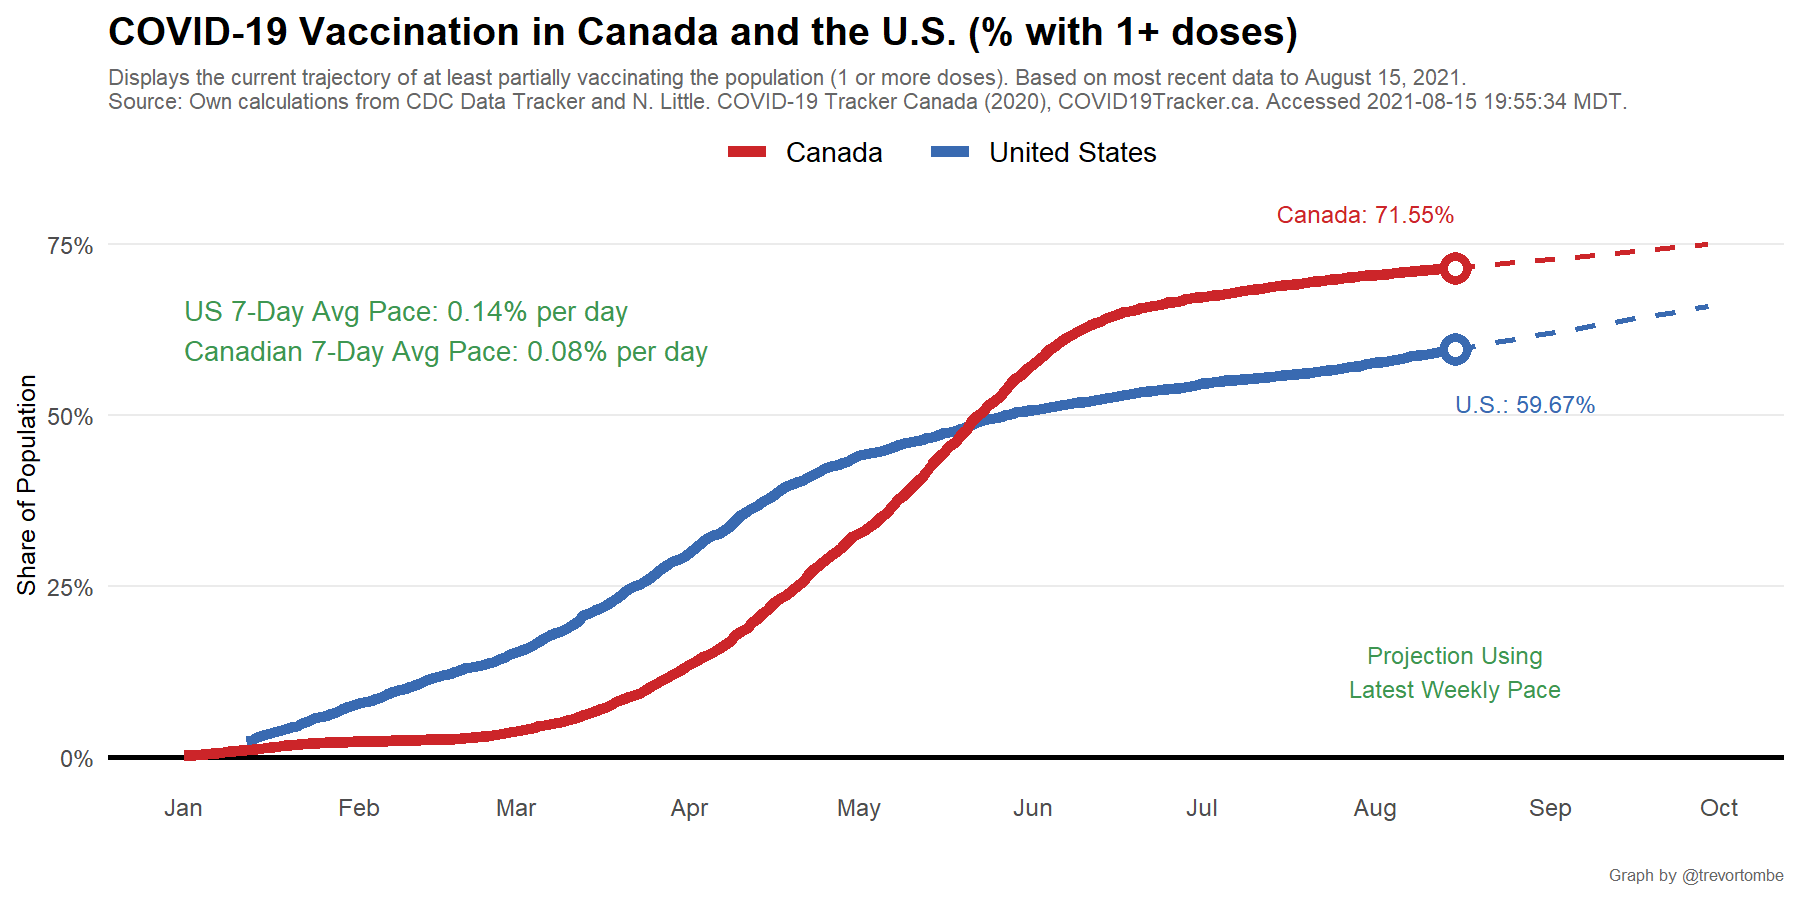 COVID-19 Vaccination in Canada and the U.S. (% with 1+ doses)
Displays the current trajectory of at least partially vaccinating the population (1 or more doses). Based on most recent data to August 15, 2021.
Source: Own calculations from CDC Data Tracker and N. Little. COVID-19 Tracker Canada (2020), COVID19Tracker.ca. Accessed 2021-08-15 19:55:34 MDT.
Canada
United States
Canada: 71.55%
75%
US 7-Day Avg Pace: 0.14% per day
Canadian 7-Day Avg Pace: 0.08% per day
U.S.: 59.67%
50%
Share of Population
25%
Projection Using
Latest Weekly Pace
0%
Jan Feb Mar Apr May Jun Jul Aug Sep Oct
Graph by @trevortombe